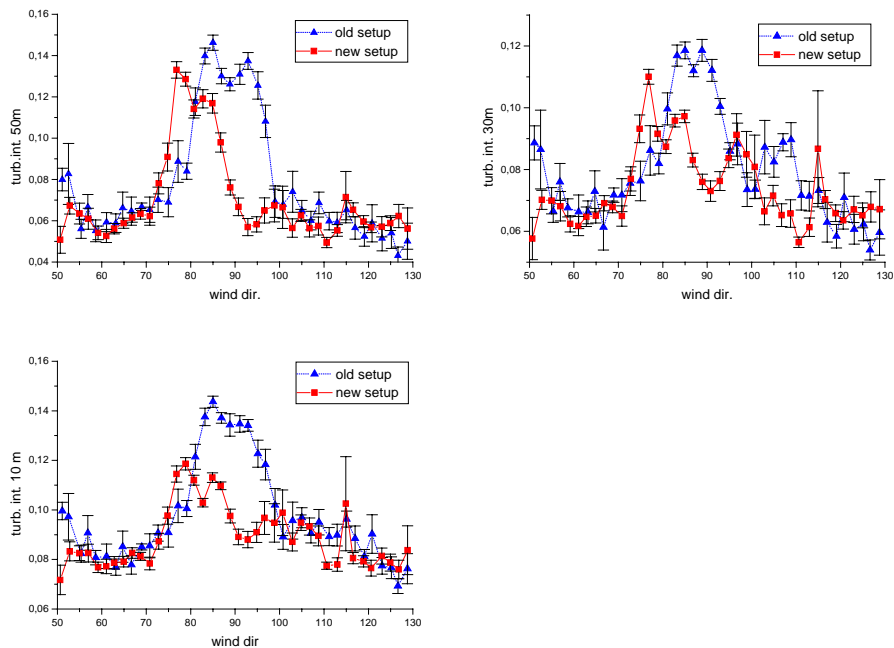 0,16
0,14
0,12
0,10
0,08
0,06
0,04
turb.int. 50m
50 60 70 80 90 100 110 120 130
wind dir.
old setup
new setup
0,12
0,10
0,08
0,06
turb.int. 30m
50 60 70 80 90 100 110 120 130
wind dir.
old setup
new setup
0,16
0,14
0,12
0,10
0,08
0,06
turb. int. 10 m
50 60 70 80 90 100 110 120 130
wind dir
old setup
new setup